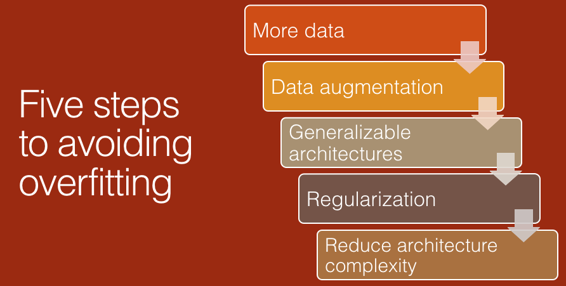 Five steps
to avoiding
overfitting
More data
Data augmentation
Generalizable
architectures
Regularization
Reduce architecture
complexity